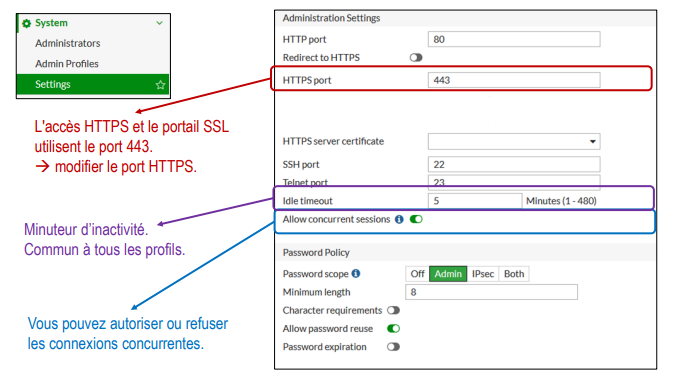 System
Administrators
Admin Profiles
Settings
L'accès HTTPS et le portail SSL
utilisent le port 443.
→ modifier le port HTTPS.
Minuteur d'inactivité.
Commun à tous les profils.
Vous pouvez autoriser ou refuser
les connexions concurrentes.
Administration Settings
HTTP port 80
Redirect to HTTPS
HTTPS port 443
HTTPS server certificate
SSH port 22
Telnet port 23
Idle timeout 5 Minutes (1 - 480)
Allow concurrent sessions
Password Policy
Password scope Off Admin IPsec Both
Minimum length 8
Character requirements
Allow password reuse
Password expiration